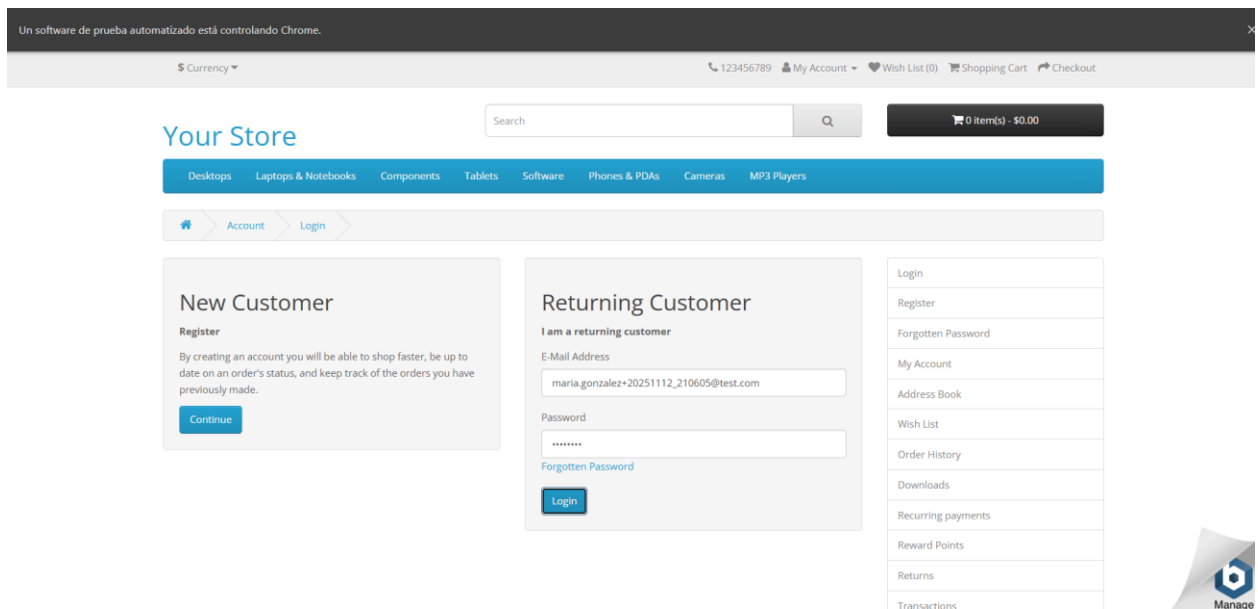 Un software de prueba automatizado está controlando Chrome.
$ Currency
123456789 My Account Wish List (0) Shopping Cart Checkout
Your Store
Search
0 item(s) - $0.00
Desktops Laptops & Notebooks Components Tablets Software Phones & PDAs Cameras MP3 Players
Account Login
New Customer
Register
By creating an account you will be able to shop faster, be up to
date on an order's status, and keep track of the orders you have
previously made.
Continue
Returning Customer
I am a returning customer
E-Mail Address
maria.gonzalez+20251112_210605@test.com
Password
••••••••
Forgotten Password
Login
Login
Register
Forgotten Password
My Account
Address Book
Wish List
Order History
Downloads
Recurring payments
Reward Points
Returns
Transactions
b
Manage